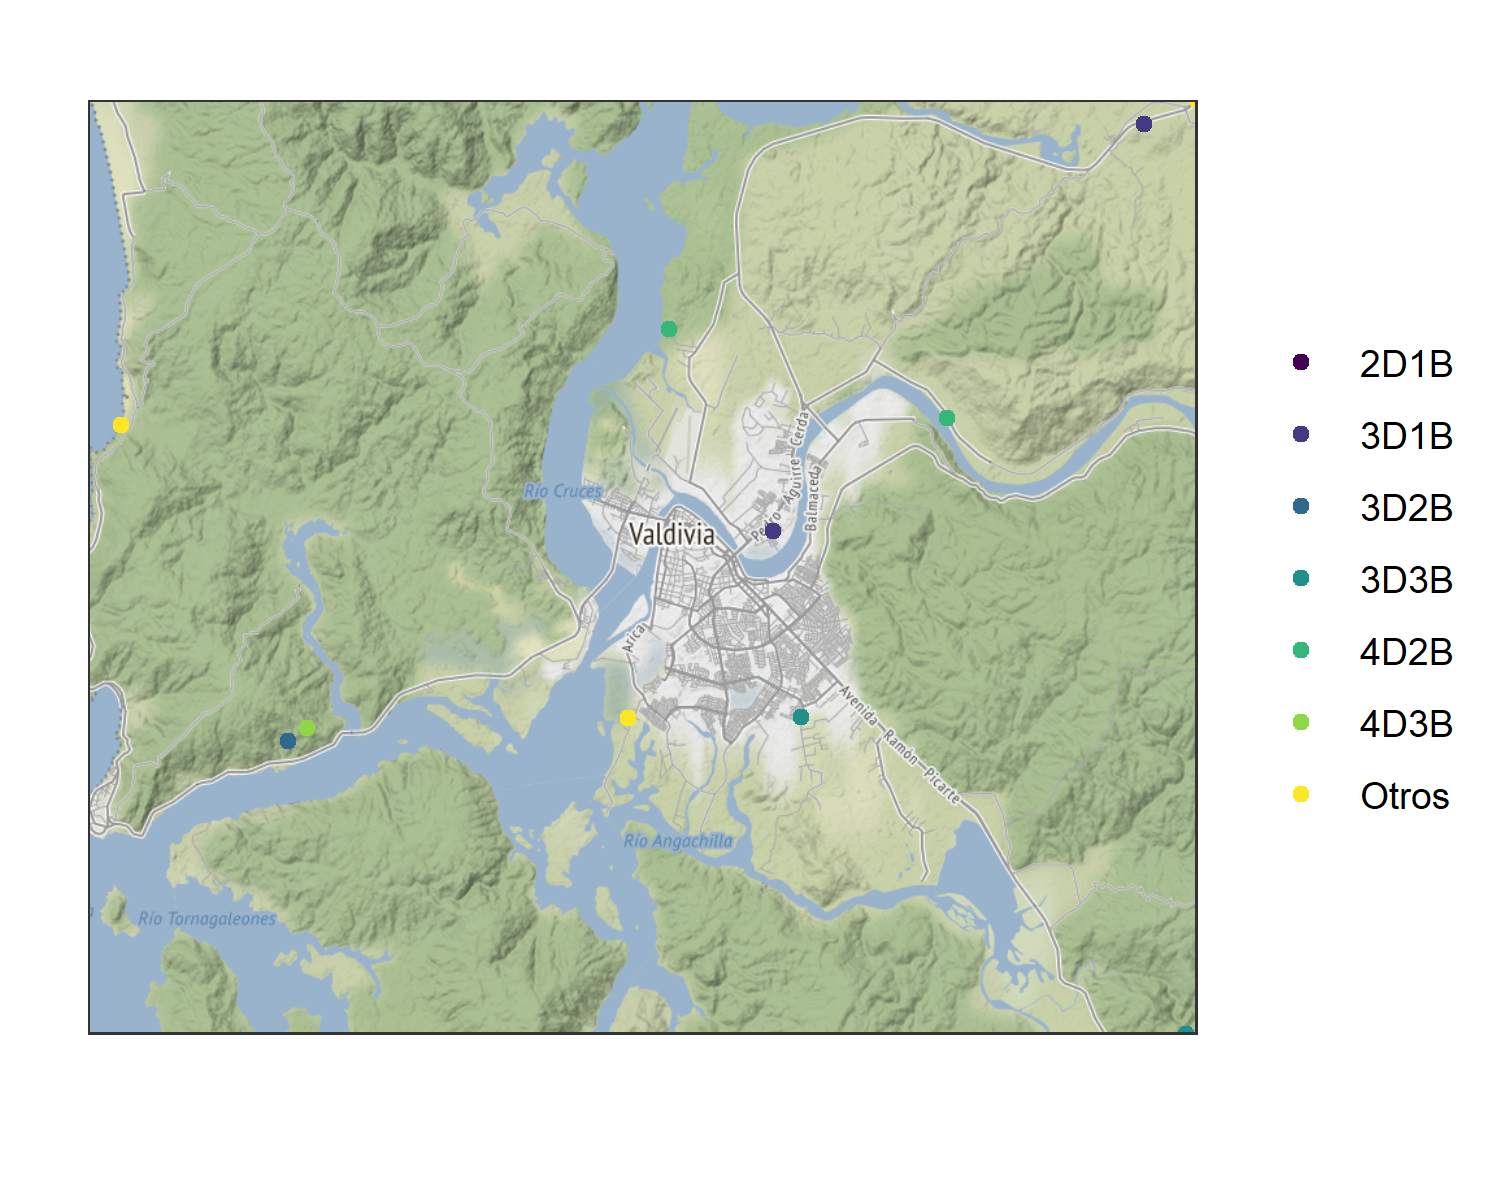 Río Cruces
Valdivia
Pedro Aguirre Cerda
Balmaceda
Arica
Avenida Ramón Picarte
Río Angachilla
Río Tornagaleones
2D1B
3D1B
3D2B
3D3B
4D2B
4D3B
Otros